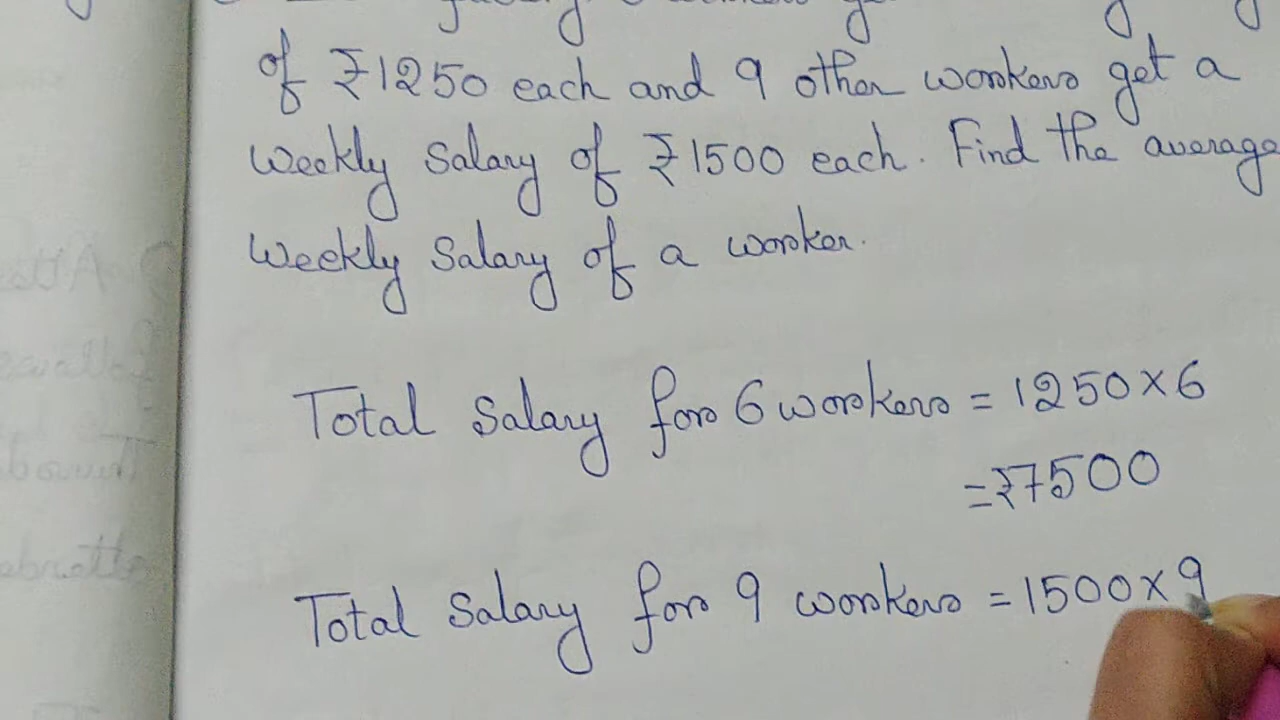 of ₹1250 each and 9 other workers get a
weekly salary of ₹1500 each. Find the average
weekly salary of a worker.
Total salary for 6 workers = 1250×6
=₹7500
Total salary for 9 workers = 1500×9